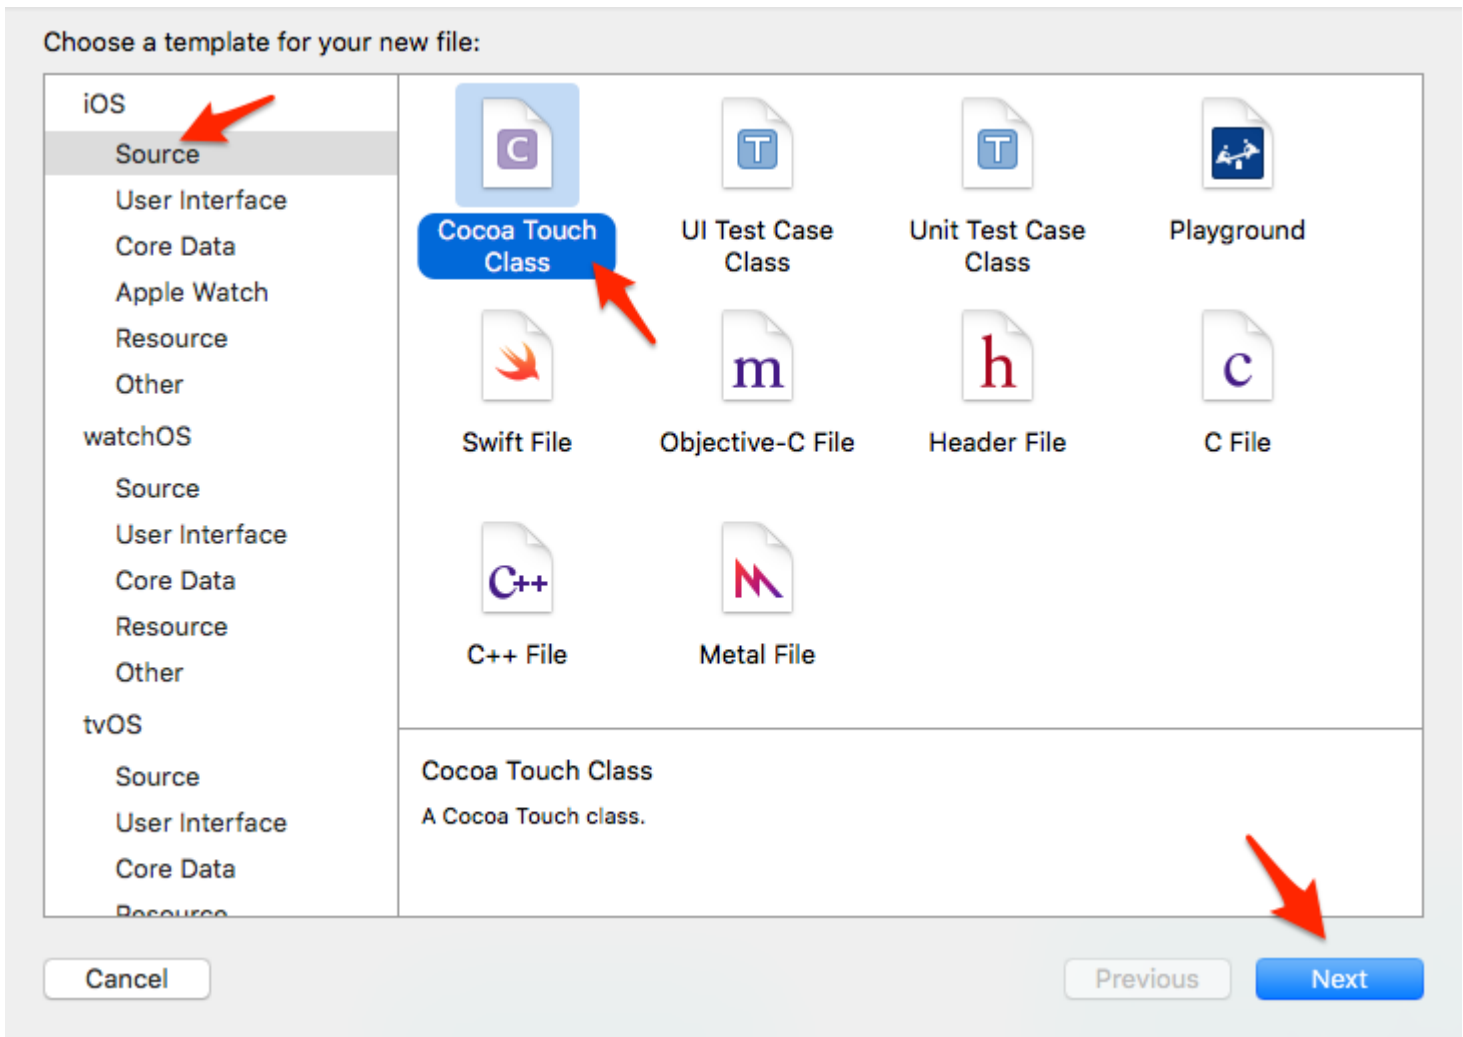 Choose a template for your new file:
iOS
Source
User Interface
Core Data
Apple Watch
Resource
Other
watchOS
Source
User Interface
Core Data
Resource
Other
tvOS
Source
User Interface
Core Data
Resource
C
Cocoa Touch
Class
T
UI Test Case
Class
T
Unit Test Case
Class
Playground
Swift File
m
Objective-C File
h
Header File
c
C File
C++
C++ File
Metal File
Cocoa Touch Class
A Cocoa Touch class.
Cancel
Previous
Next